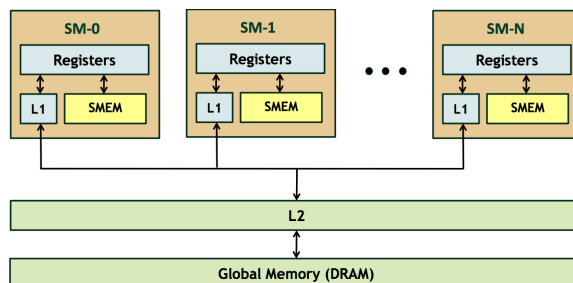 SM-0
SM-1
SM-N
Registers
Registers
Registers
L1
SMEM
L1
SMEM
L1
SMEM
L2
Global Memory (DRAM)